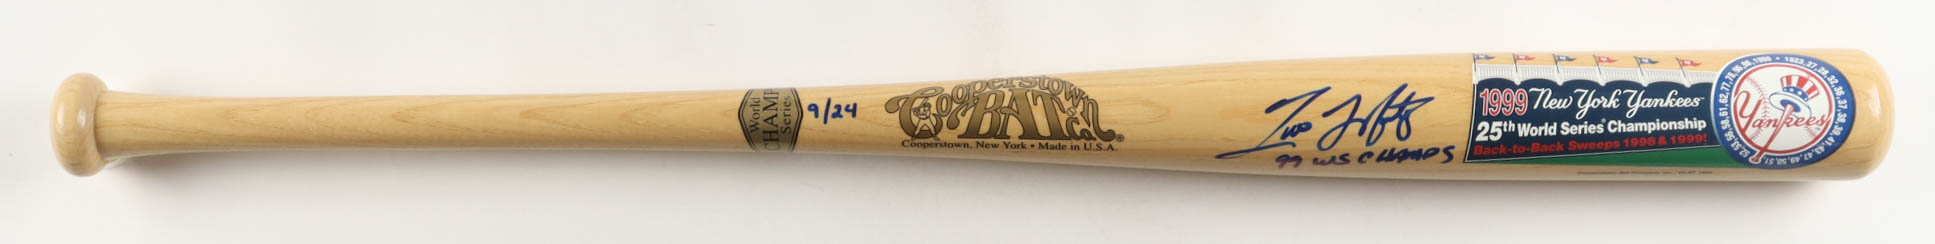 World
CHAMP
Series
9/24
Cooperstown
BAT Co.
®
Cooperstown, New York • Made in U.S.A.
99 WS CHAMPS
1999 New York Yankees™
25th World Series® Championship
Back-to-Back Sweeps 1998 & 1999!
Yankees